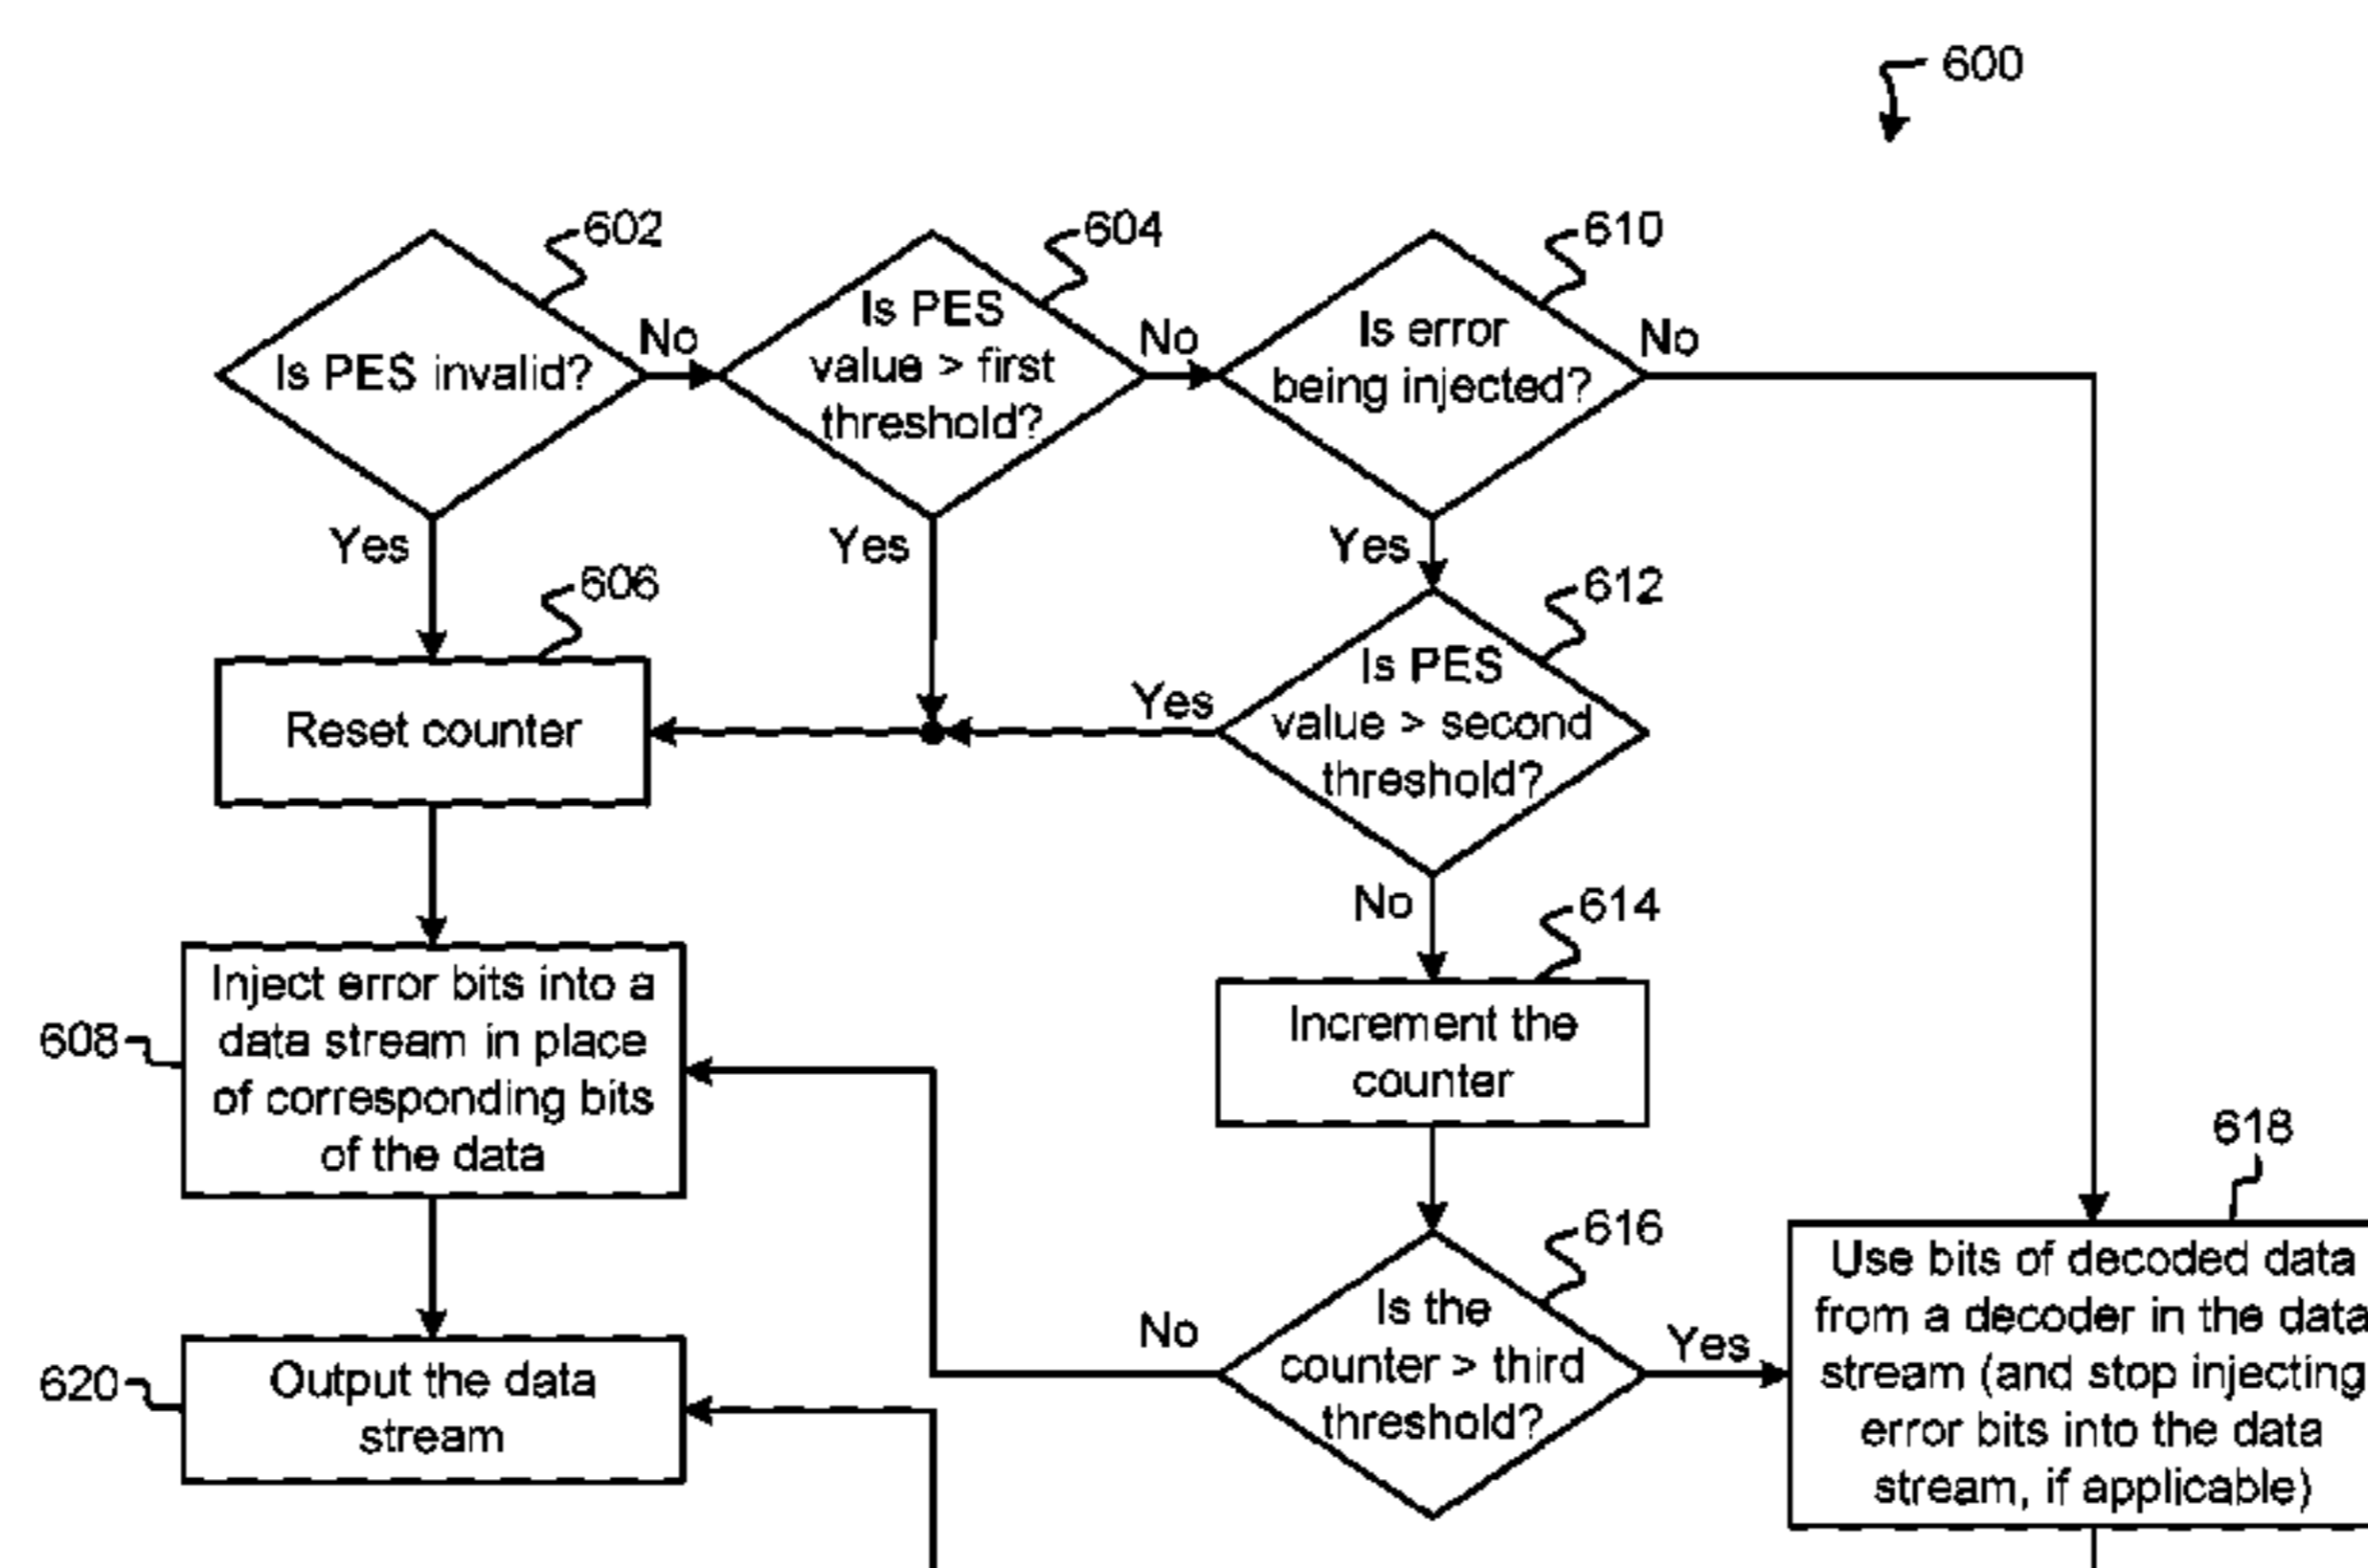 600
602
604
610
Is PES invalid?
No
Is PES
value > first
threshold?
No
Is error
being injected?
No
Yes
Yes
Yes
606
612
Reset counter
Yes
Is PES
value > second
threshold?
No
614
608
Inject error bits into a
data stream in place
of corresponding bits
of the data
Increment the
counter
616
618
No
Is the
counter > third
threshold?
Yes
Use bits of decoded data
from a decoder in the data
stream (and stop injecting
error bits into the data
stream, if applicable)
620
Output the data
stream